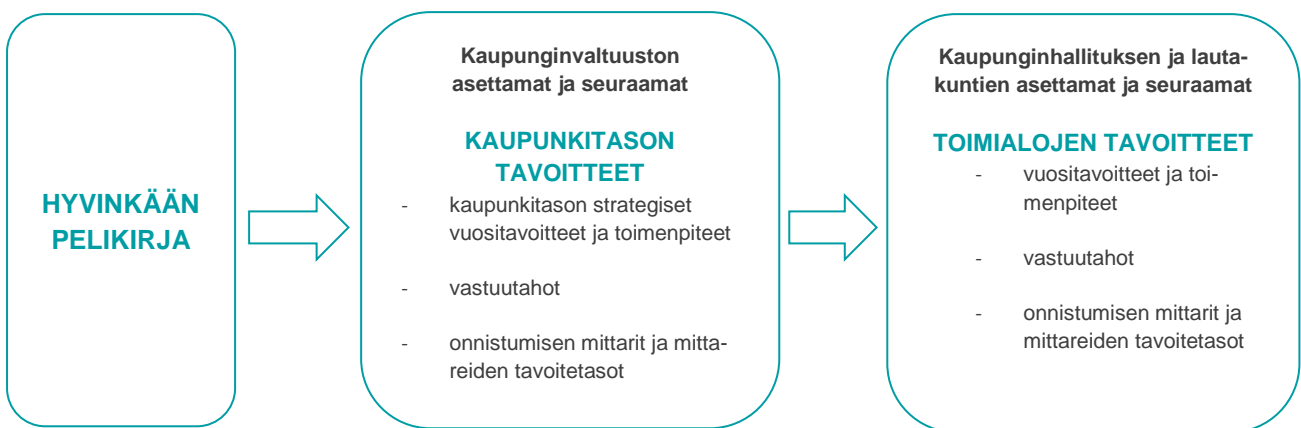 HYVINKÄÄN
PELIKIRJA
Kaupunginvaltuuston
asettamat ja seuraamat
KAUPUNKITASON
TAVOITTEET
- kaupunkitason strategiset
vuositavoitteet ja toimenpiteet
- vastuutahot
- onnistumisen mittarit ja mitta-
reiden tavoitetasot
Kaupunginhallituksen ja lauta-
kuntien asettamat ja seuraamat
TOIMIALOJEN TAVOITTEET
- vuositavoitteet ja toi-
menpiteet
- vastuutahot
- onnistumisen mittarit ja
mittareiden tavoitetasot